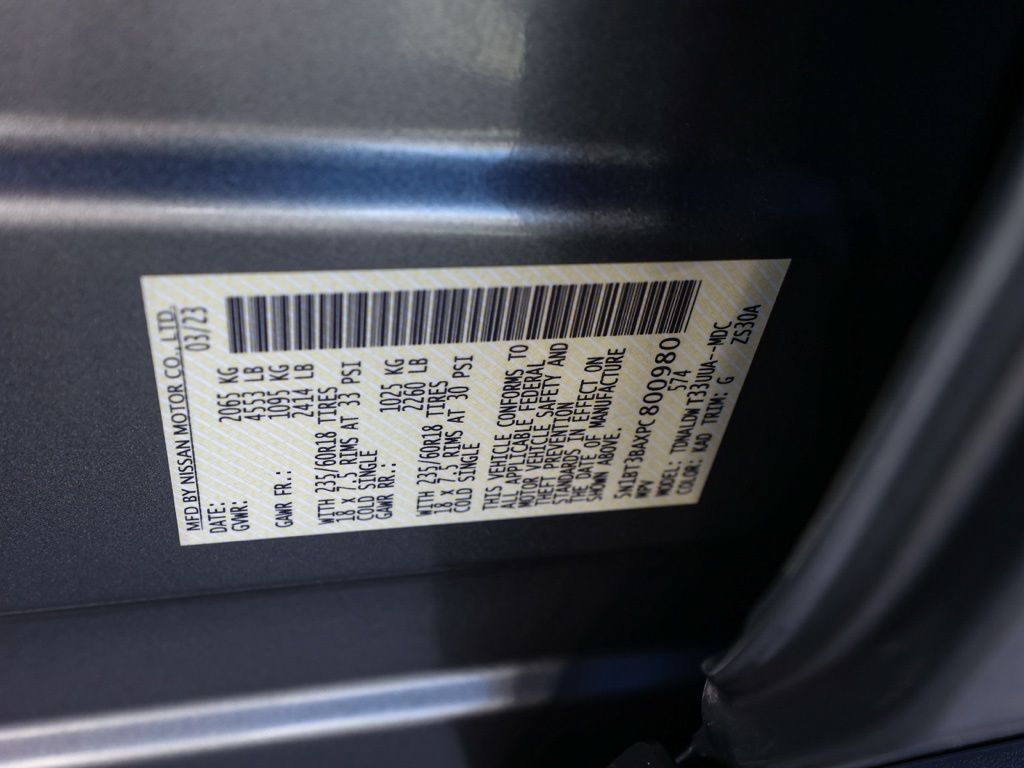 MFD BY NISSAN MOTOR CO., LTD.
DATE: 03/23
GVWR: 2065 KG
4553 LB
GAWR FR.: 1095 KG
2414 LB
WITH 235/60R18 TIRES
18 X 7.5 RIMS AT 33 PSI
COLD SINGLE
GAWR RR.: 1025 KG
2260 LB
WITH 235/60R18 TIRES
18 X 7.5 RIMS AT 30 PSI
COLD SINGLE
THIS VEHICLE CONFORMS TO
ALL APPLICABLE FEDERAL
MOTOR VEHICLE SAFETY AND
THEFT PREVENTION
STANDARDS IN EFFECT ON
THE DATE OF MANUFACTURE
SHOWN ABOVE.
5N1BT3BAXPC800980
MPV 574
MODEL: TDNALDW T33UUA--MDC
COLOR: KAD TRIM: G ZS30A